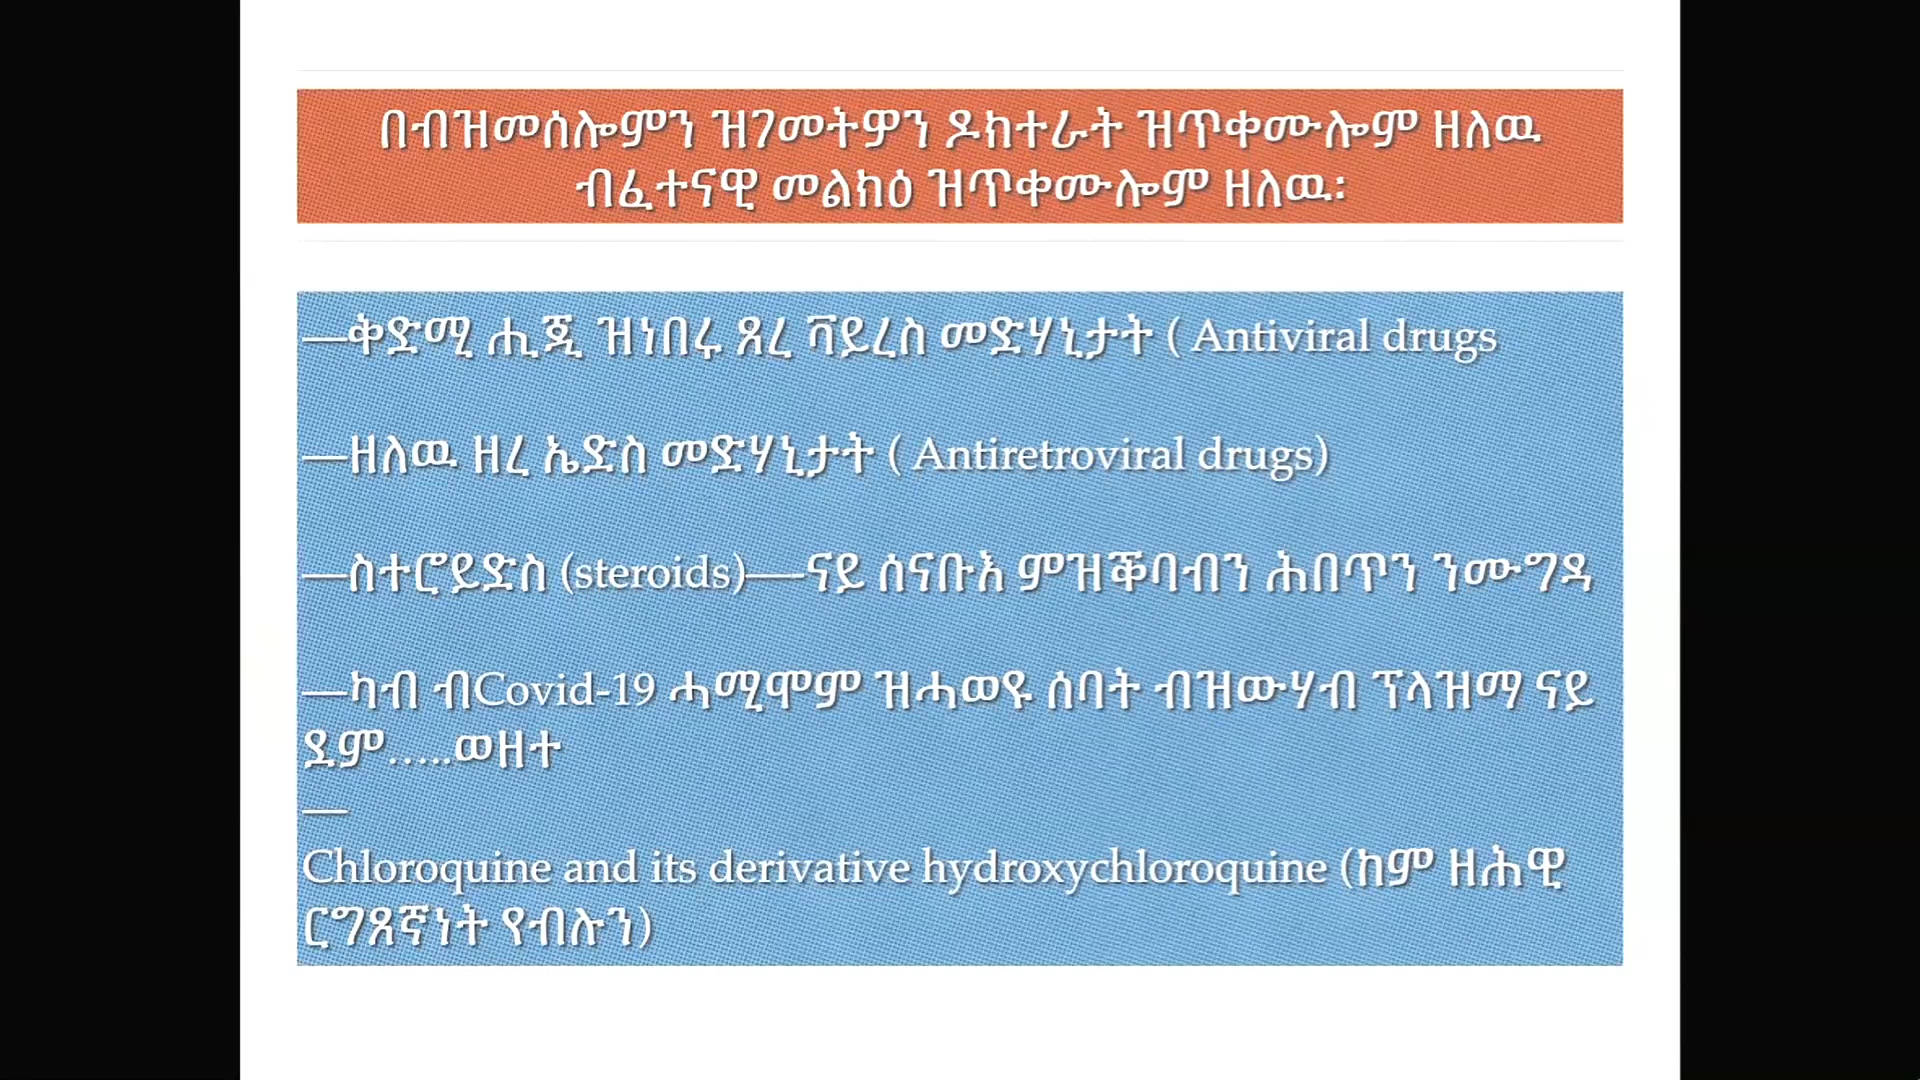 በብዝመሰሎምን ዝገመትዎን ዶክተራት ዝጥቀሙሎም ዘለዉ
ብፈተናዊ መልክዕ ዝጥቀሙሎም ዘለዉ፡
—ቅድሚ ሒጂ ዝነበሩ ጸረ ቫይረስ መድሃኒታት ( Antiviral drugs
—ዘለዉ ዘረ ኤድስ መድሃኒታት ( Antiretroviral drugs)
—ስተሮይድስ (steroids)—-ናይ ሰናቡእ ምዝቕባብን ሕበጥን ንሙግዳ
—ካብ ብCovid-19 ሓሚሞም ዝሓወዩ ሰባት ብዝውሃብ ፕላዝማ ናይ
ደም…..ወዘተ
—
Chloroquine and its derivative hydroxychloroquine (ከም ዘሕዊ
ርግጸኛነት የብሉን)